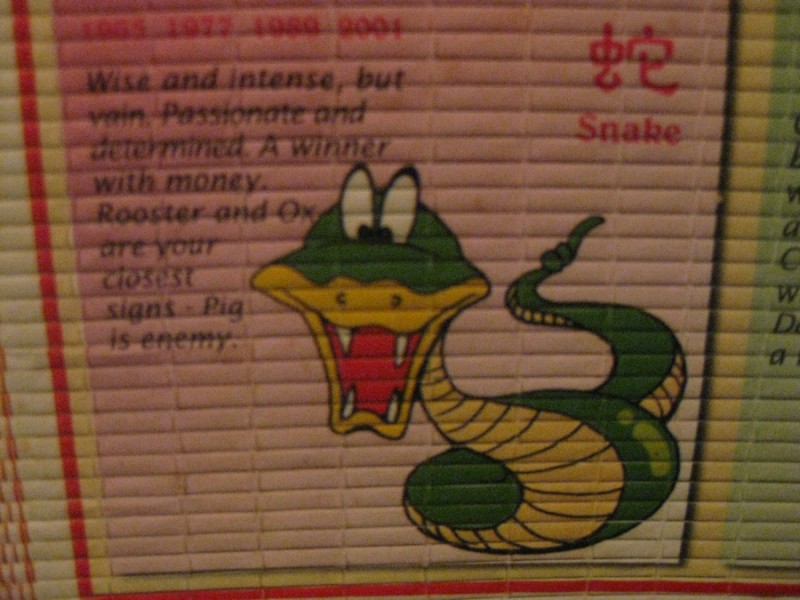 1965 1977 1989 2001
蛇
Snake
Wise and intense, but
vain. Passionate and
determined. A winner
with money.
Rooster and Ox
are your
closest
signs - Pig
is enemy.